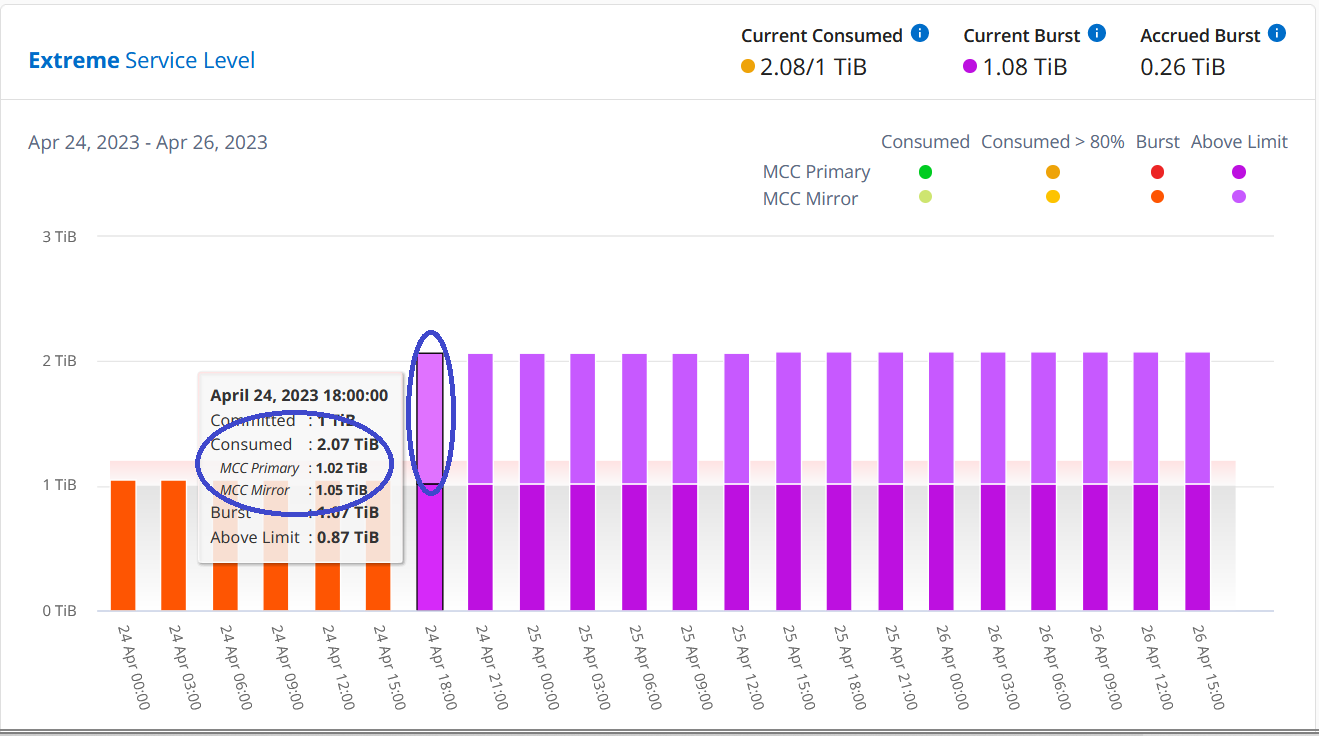 Extreme Service Level
Current Consumed
2.08/1 TiB
Current Burst
1.08 TiB
Accrued Burst
0.26 TiB
Apr 24, 2023 - Apr 26, 2023
Consumed Consumed > 80% Burst Above Limit
MCC Primary
MCC Mirror
3 TiB
2 TiB
1 TiB
0 TiB
April 24, 2023 18:00:00
Committed : 1 TiB
Consumed : 2.07 TiB
MCC Primary : 1.02 TiB
MCC Mirror : 1.05 TiB
Burst : 1.07 TiB
Above Limit : 0.87 TiB
24 Apr 00:00
24 Apr 03:00
24 Apr 06:00
24 Apr 09:00
24 Apr 12:00
24 Apr 15:00
24 Apr 18:00
24 Apr 21:00
25 Apr 00:00
25 Apr 03:00
25 Apr 06:00
25 Apr 09:00
25 Apr 12:00
25 Apr 15:00
25 Apr 18:00
25 Apr 21:00
26 Apr 00:00
26 Apr 03:00
26 Apr 06:00
26 Apr 09:00
26 Apr 12:00
26 Apr 15:00